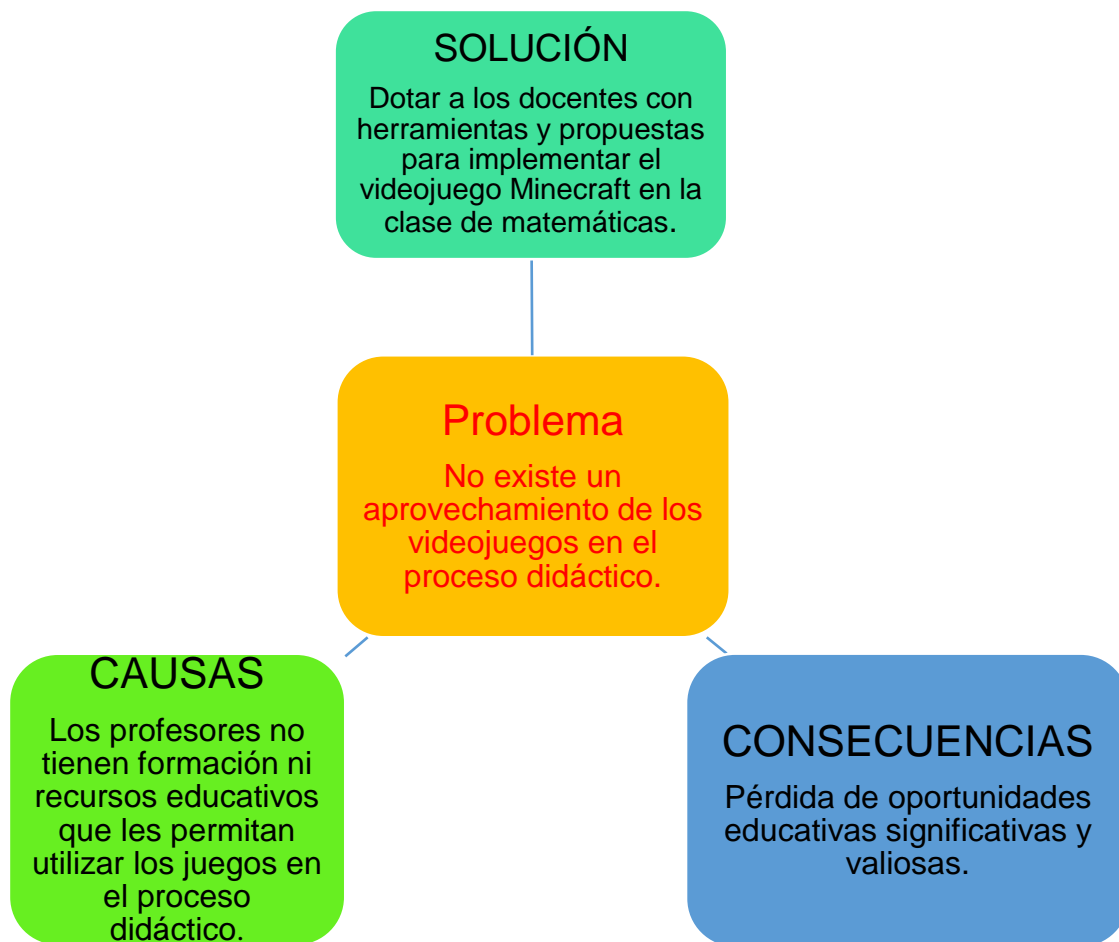 SOLUCIÓN
Dotar a los docentes con
herramientas y propuestas
para implementar el
videojuego Minecraft en la
clase de matemáticas.
Problema
No existe un
aprovechamiento de los
videojuegos en el
proceso didáctico.
CAUSAS
Los profesores no
tienen formación ni
recursos educativos
que les permitan
utilizar los juegos en
el proceso
didáctico.
CONSECUENCIAS
Pérdida de oportunidades
educativas significativas y
valiosas.